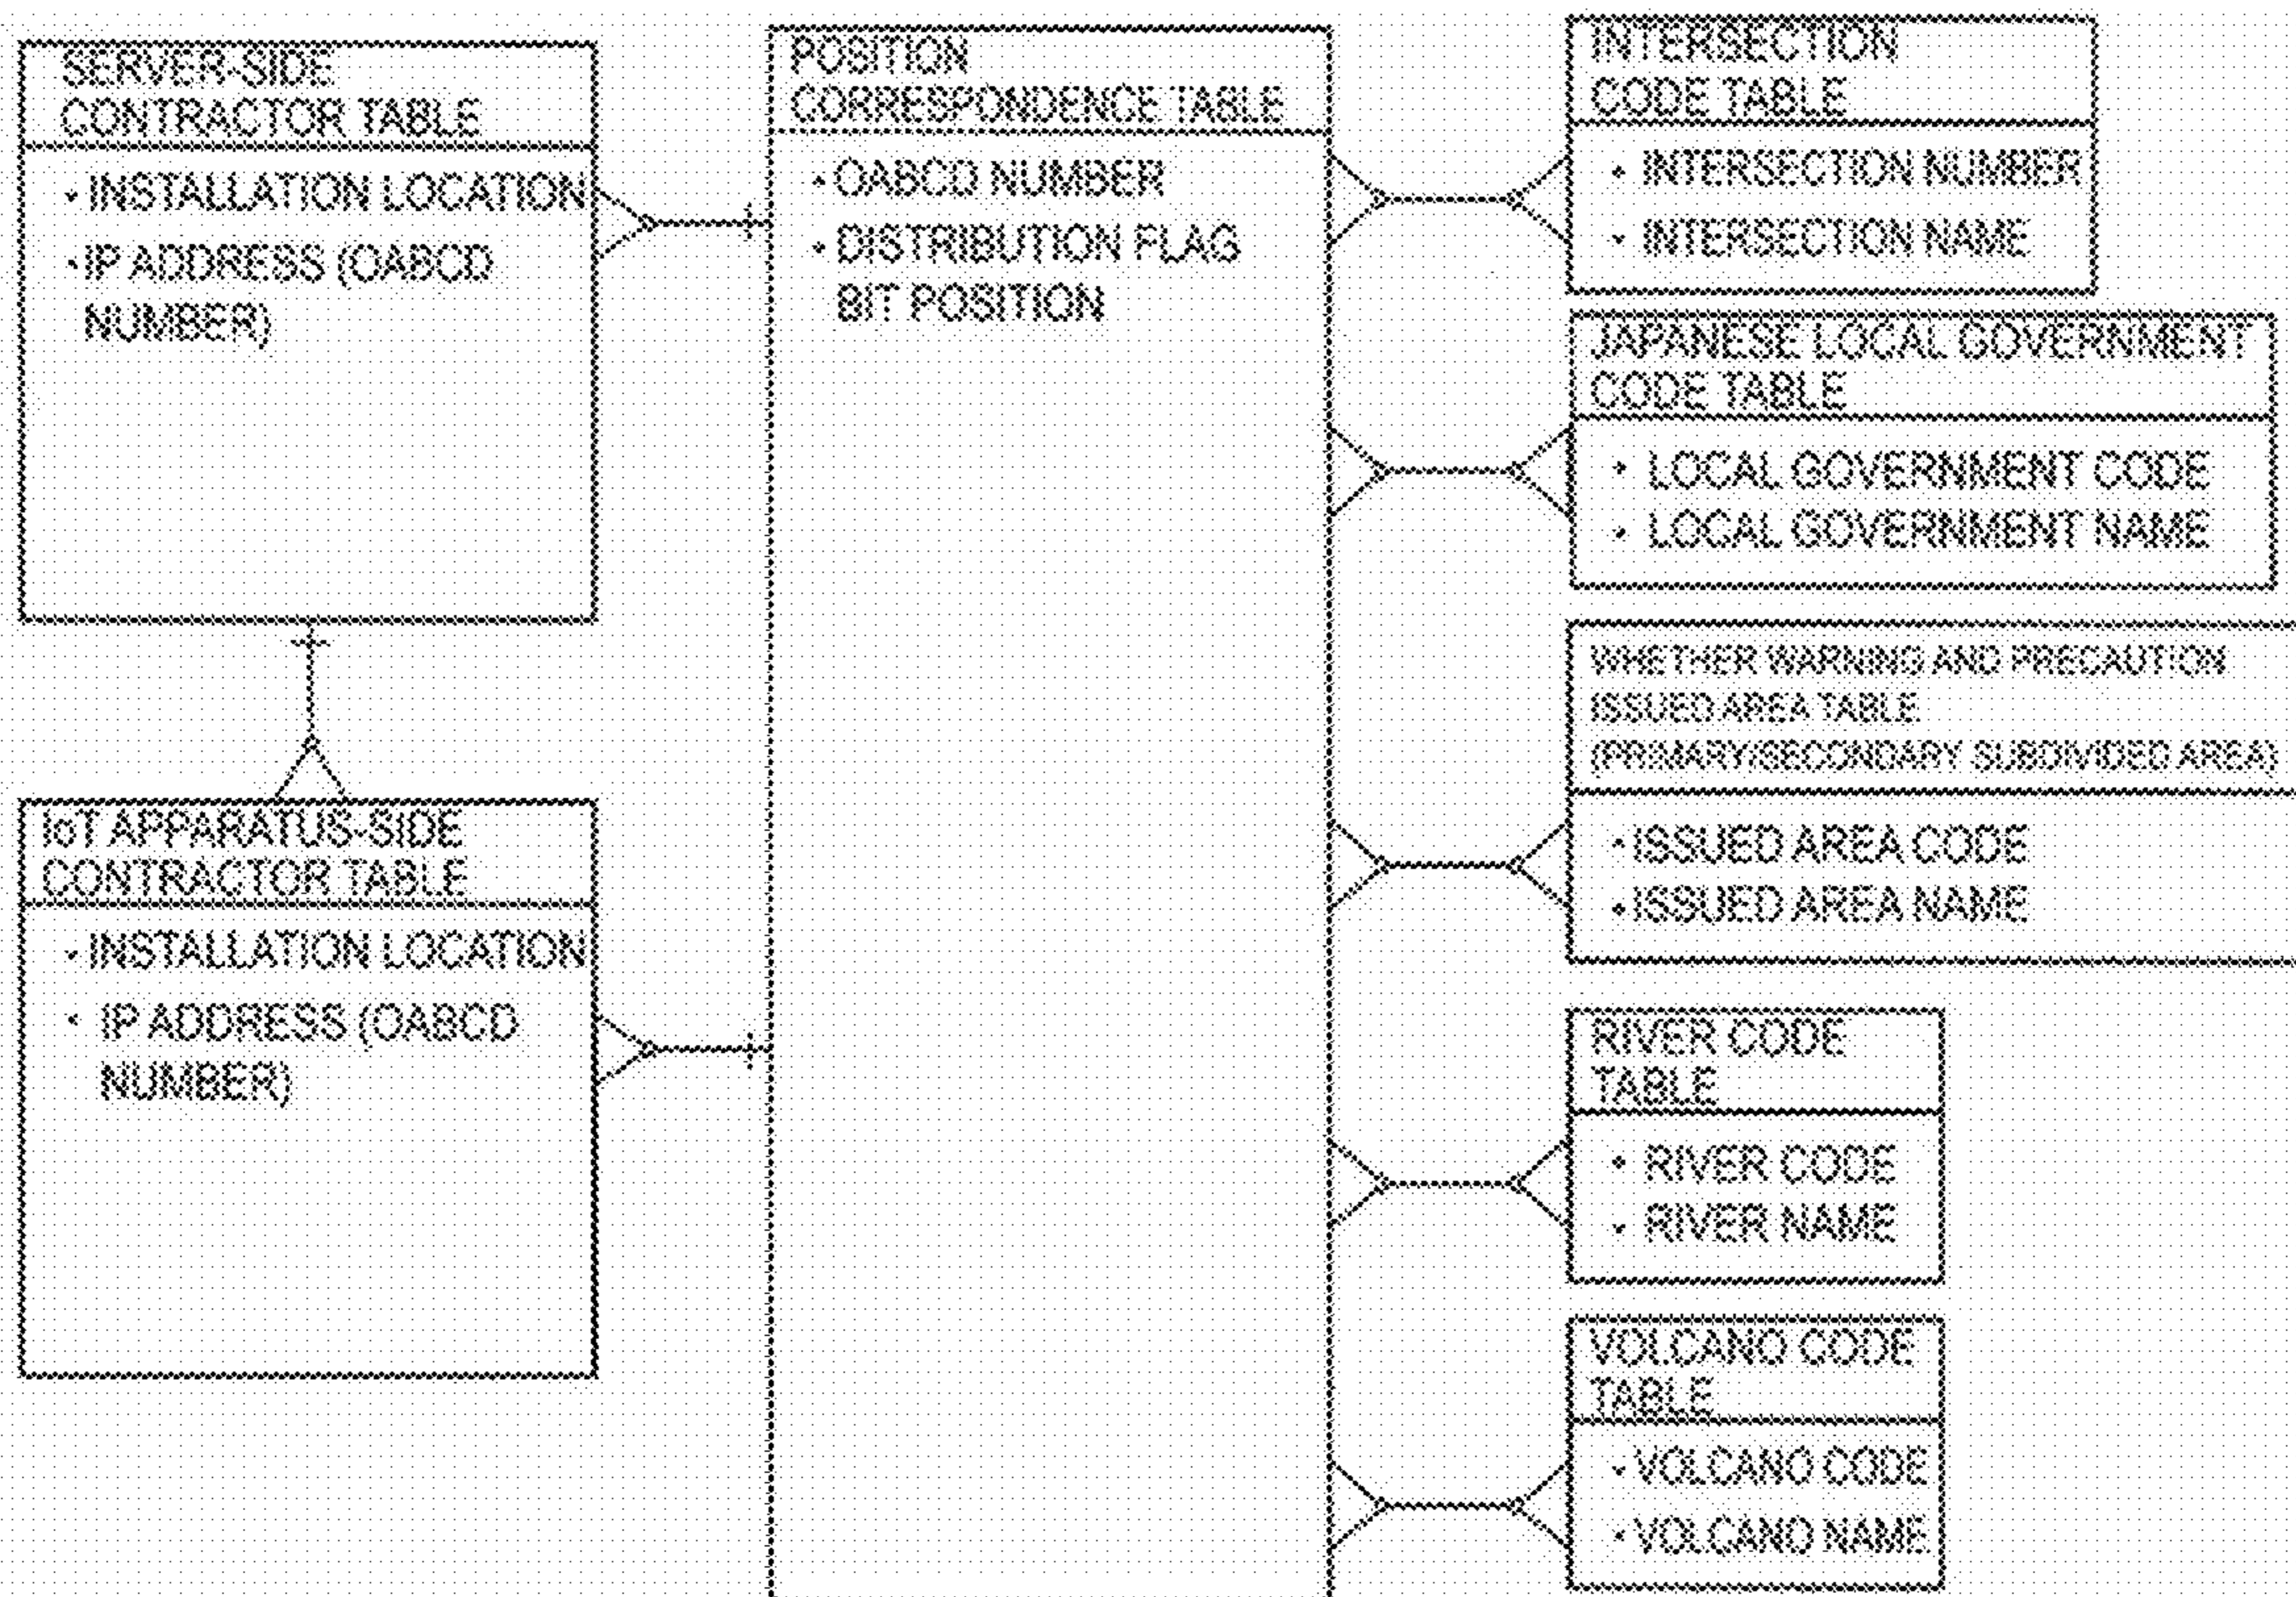 SERVER-SIDE
CONTRACTOR TABLE
· INSTALLATION LOCATION
· IP ADDRESS (OABCD
NUMBER)
IoT APPARATUS-SIDE
CONTRACTOR TABLE
· INSTALLATION LOCATION
· IP ADDRESS (OABCD
NUMBER)
POSITION
CORRESPONDENCE TABLE
· OABCD NUMBER
· DISTRIBUTION FLAG
BIT POSITION
INTERSECTION
CODE TABLE
· INTERSECTION NUMBER
· INTERSECTION NAME
JAPANESE LOCAL GOVERNMENT
CODE TABLE
· LOCAL GOVERNMENT CODE
· LOCAL GOVERNMENT NAME
WHETHER WARNING AND PRECAUTION
ISSUED AREA TABLE
(PRIMARY/SECONDARY SUBDIVIDED AREA)
· ISSUED AREA CODE
· ISSUED AREA NAME
RIVER CODE
TABLE
· RIVER CODE
· RIVER NAME
VOLCANO CODE
TABLE
· VOLCANO CODE
· VOLCANO NAME